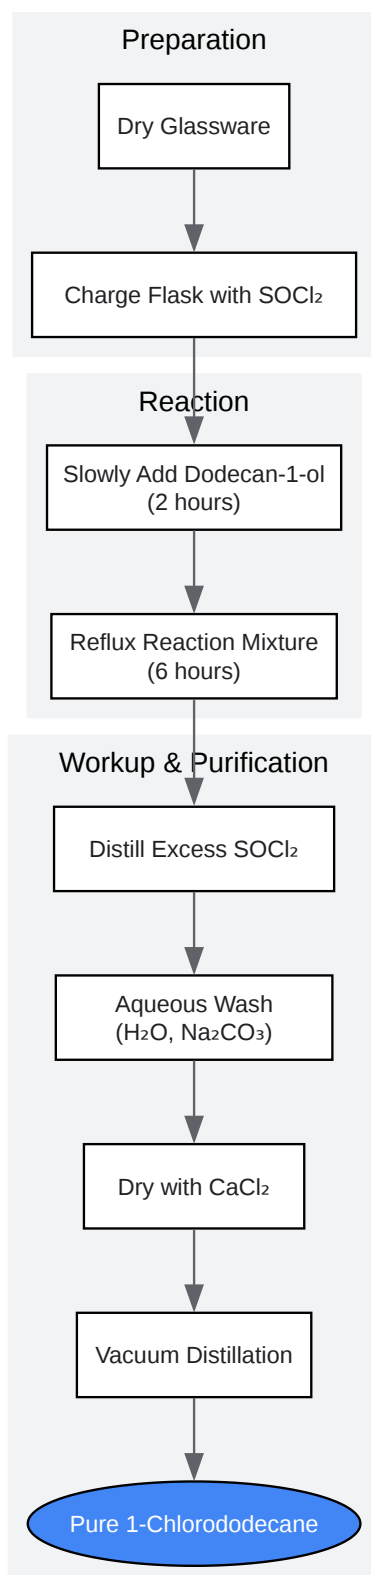 Preparation
Dry Glassware
Charge Flask with SOCl₂
Reaction
Slowly Add Dodecan-1-ol
(2 hours)
Reflux Reaction Mixture
(6 hours)
Workup & Purification
Distill Excess SOCl₂
Aqueous Wash
(H₂O, Na₂CO₃)
Dry with CaCl₂
Vacuum Distillation
Pure 1-Chlorododecane